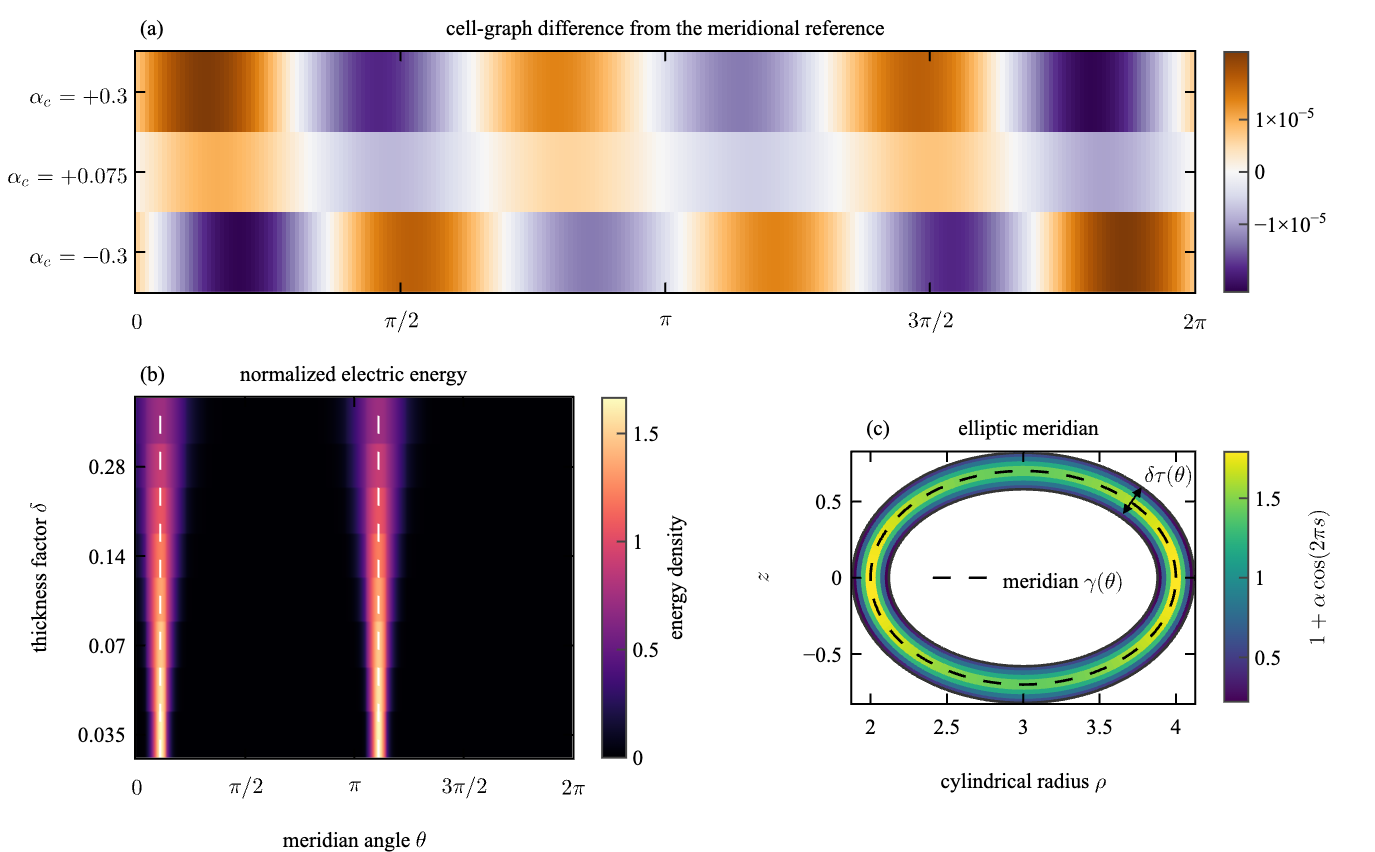 (a) cell-graph difference from the meridional reference
α_c = +0.3
α_c = +0.075
α_c = −0.3
0 π/2 π 3π/2 2π
1×10⁻⁵
0
−1×10⁻⁵
(b) normalized electric energy
thickness factor δ
0.28
0.14
0.07
0.035
0 π/2 π 3π/2 2π
meridian angle θ
1.5
1
0.5
0
energy density
(c) elliptic meridian
δτ(θ)
meridian γ(θ)
z
0.5
0
−0.5
2 2.5 3 3.5 4
cylindrical radius ρ
1.5
1
0.5
1 + α cos(2πs)